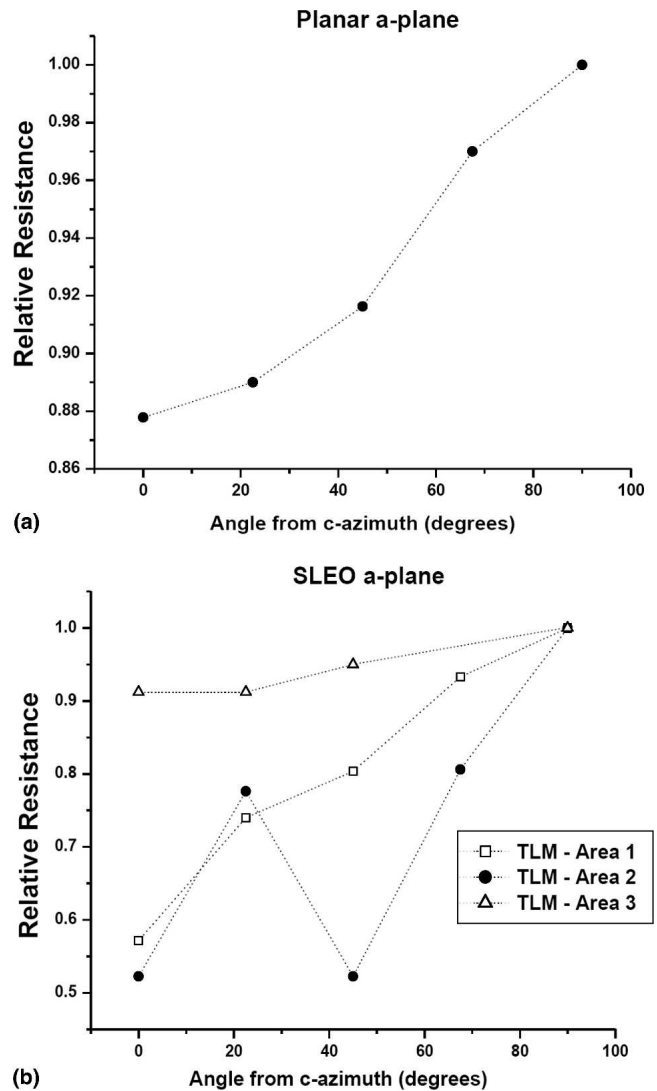 Planar a-plane
1.00
0.98
0.96
0.94
0.92
0.90
0.88
0.86
Relative Resistance
0 20 40 60 80 100
Angle from c-azimuth (degrees)
(a)
SLEO a-plane
1.0
0.9
0.8
0.7
0.6
0.5
Relative Resistance
TLM - Area 1
TLM - Area 2
TLM - Area 3
0 20 40 60 80 100
Angle from c-azimuth (degrees)
(b)